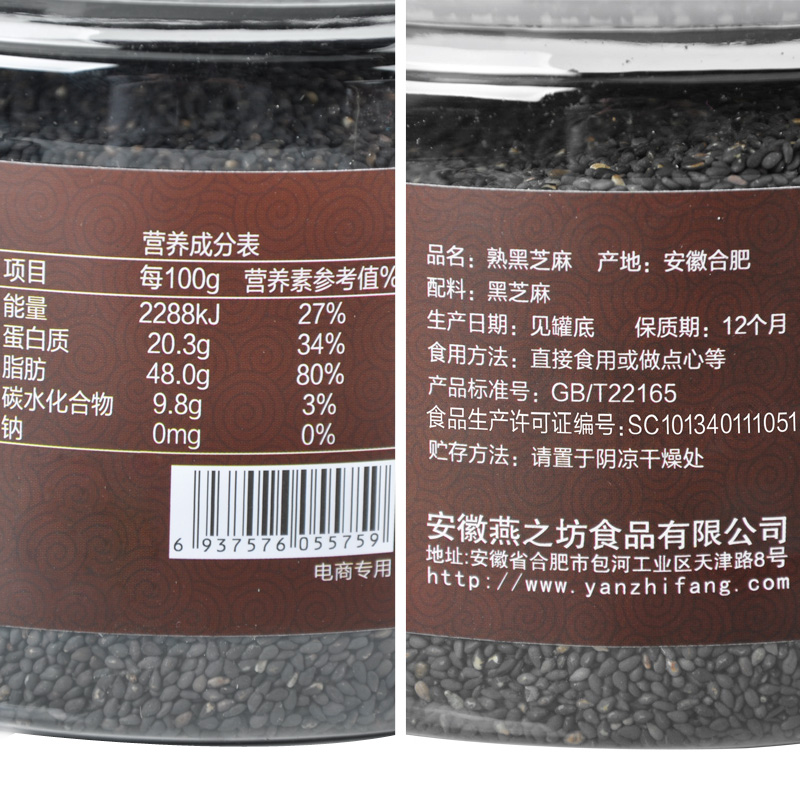 营养成分表
项目 每100g 营养素参考值%
能量 2288kJ 27%
蛋白质 20.3g 34%
脂肪 48.0g 80%
碳水化合物 9.8g 3%
钠 0mg 0%
6 937576 055759
电商专用
品名：熟黑芝麻 产地：安徽合肥
配料：黑芝麻
生产日期：见罐底 保质期：12个月
食用方法：直接食用或做点心等
产品标准号：GB/T22165
食品生产许可证编号:SC101340111051
贮存方法：请置于阴凉干燥处
安徽燕之坊食品有限公司
地址:安徽省合肥市包河工业区天津路8号
http://www.yanzhifang.com